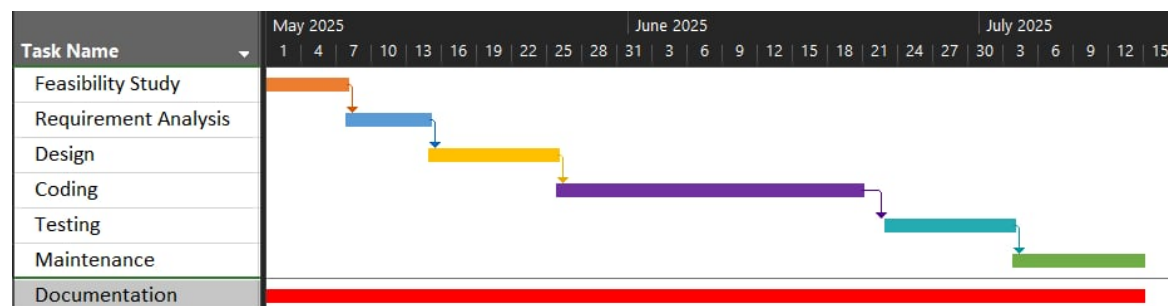 May 2025 June 2025 July 2025
Task Name 1 4 7 10 13 16 19 22 25 28 31 3 6 9 12 15 18 21 24 27 30 3 6 9 12 15
Feasibility Study
Requirement Analysis
Design
Coding
Testing
Maintenance
Documentation